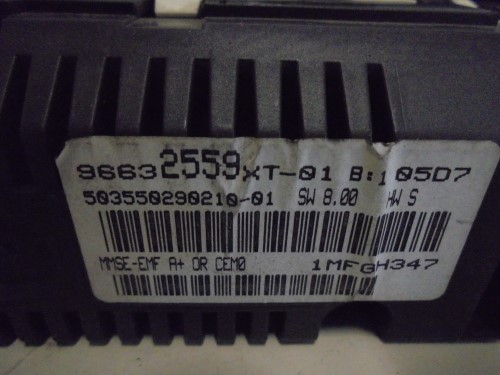 96632559XT-01 B:105D7
503550290210-01 SW 8.00 HW S
MMSE-EMF A+ OR CEM0 1MFGH347